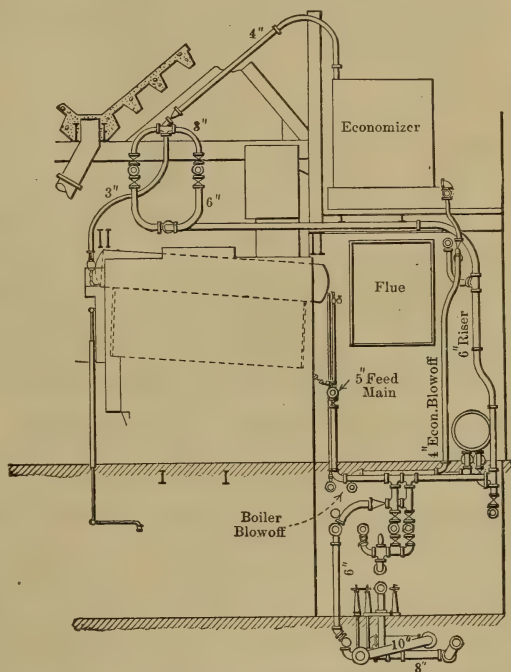 4"
Economizer
8"
3"
6"
Flue
5" Feed
Main
4" Econ. Blowoff
6" Riser
Boiler
Blowoff
6"
10"
8"